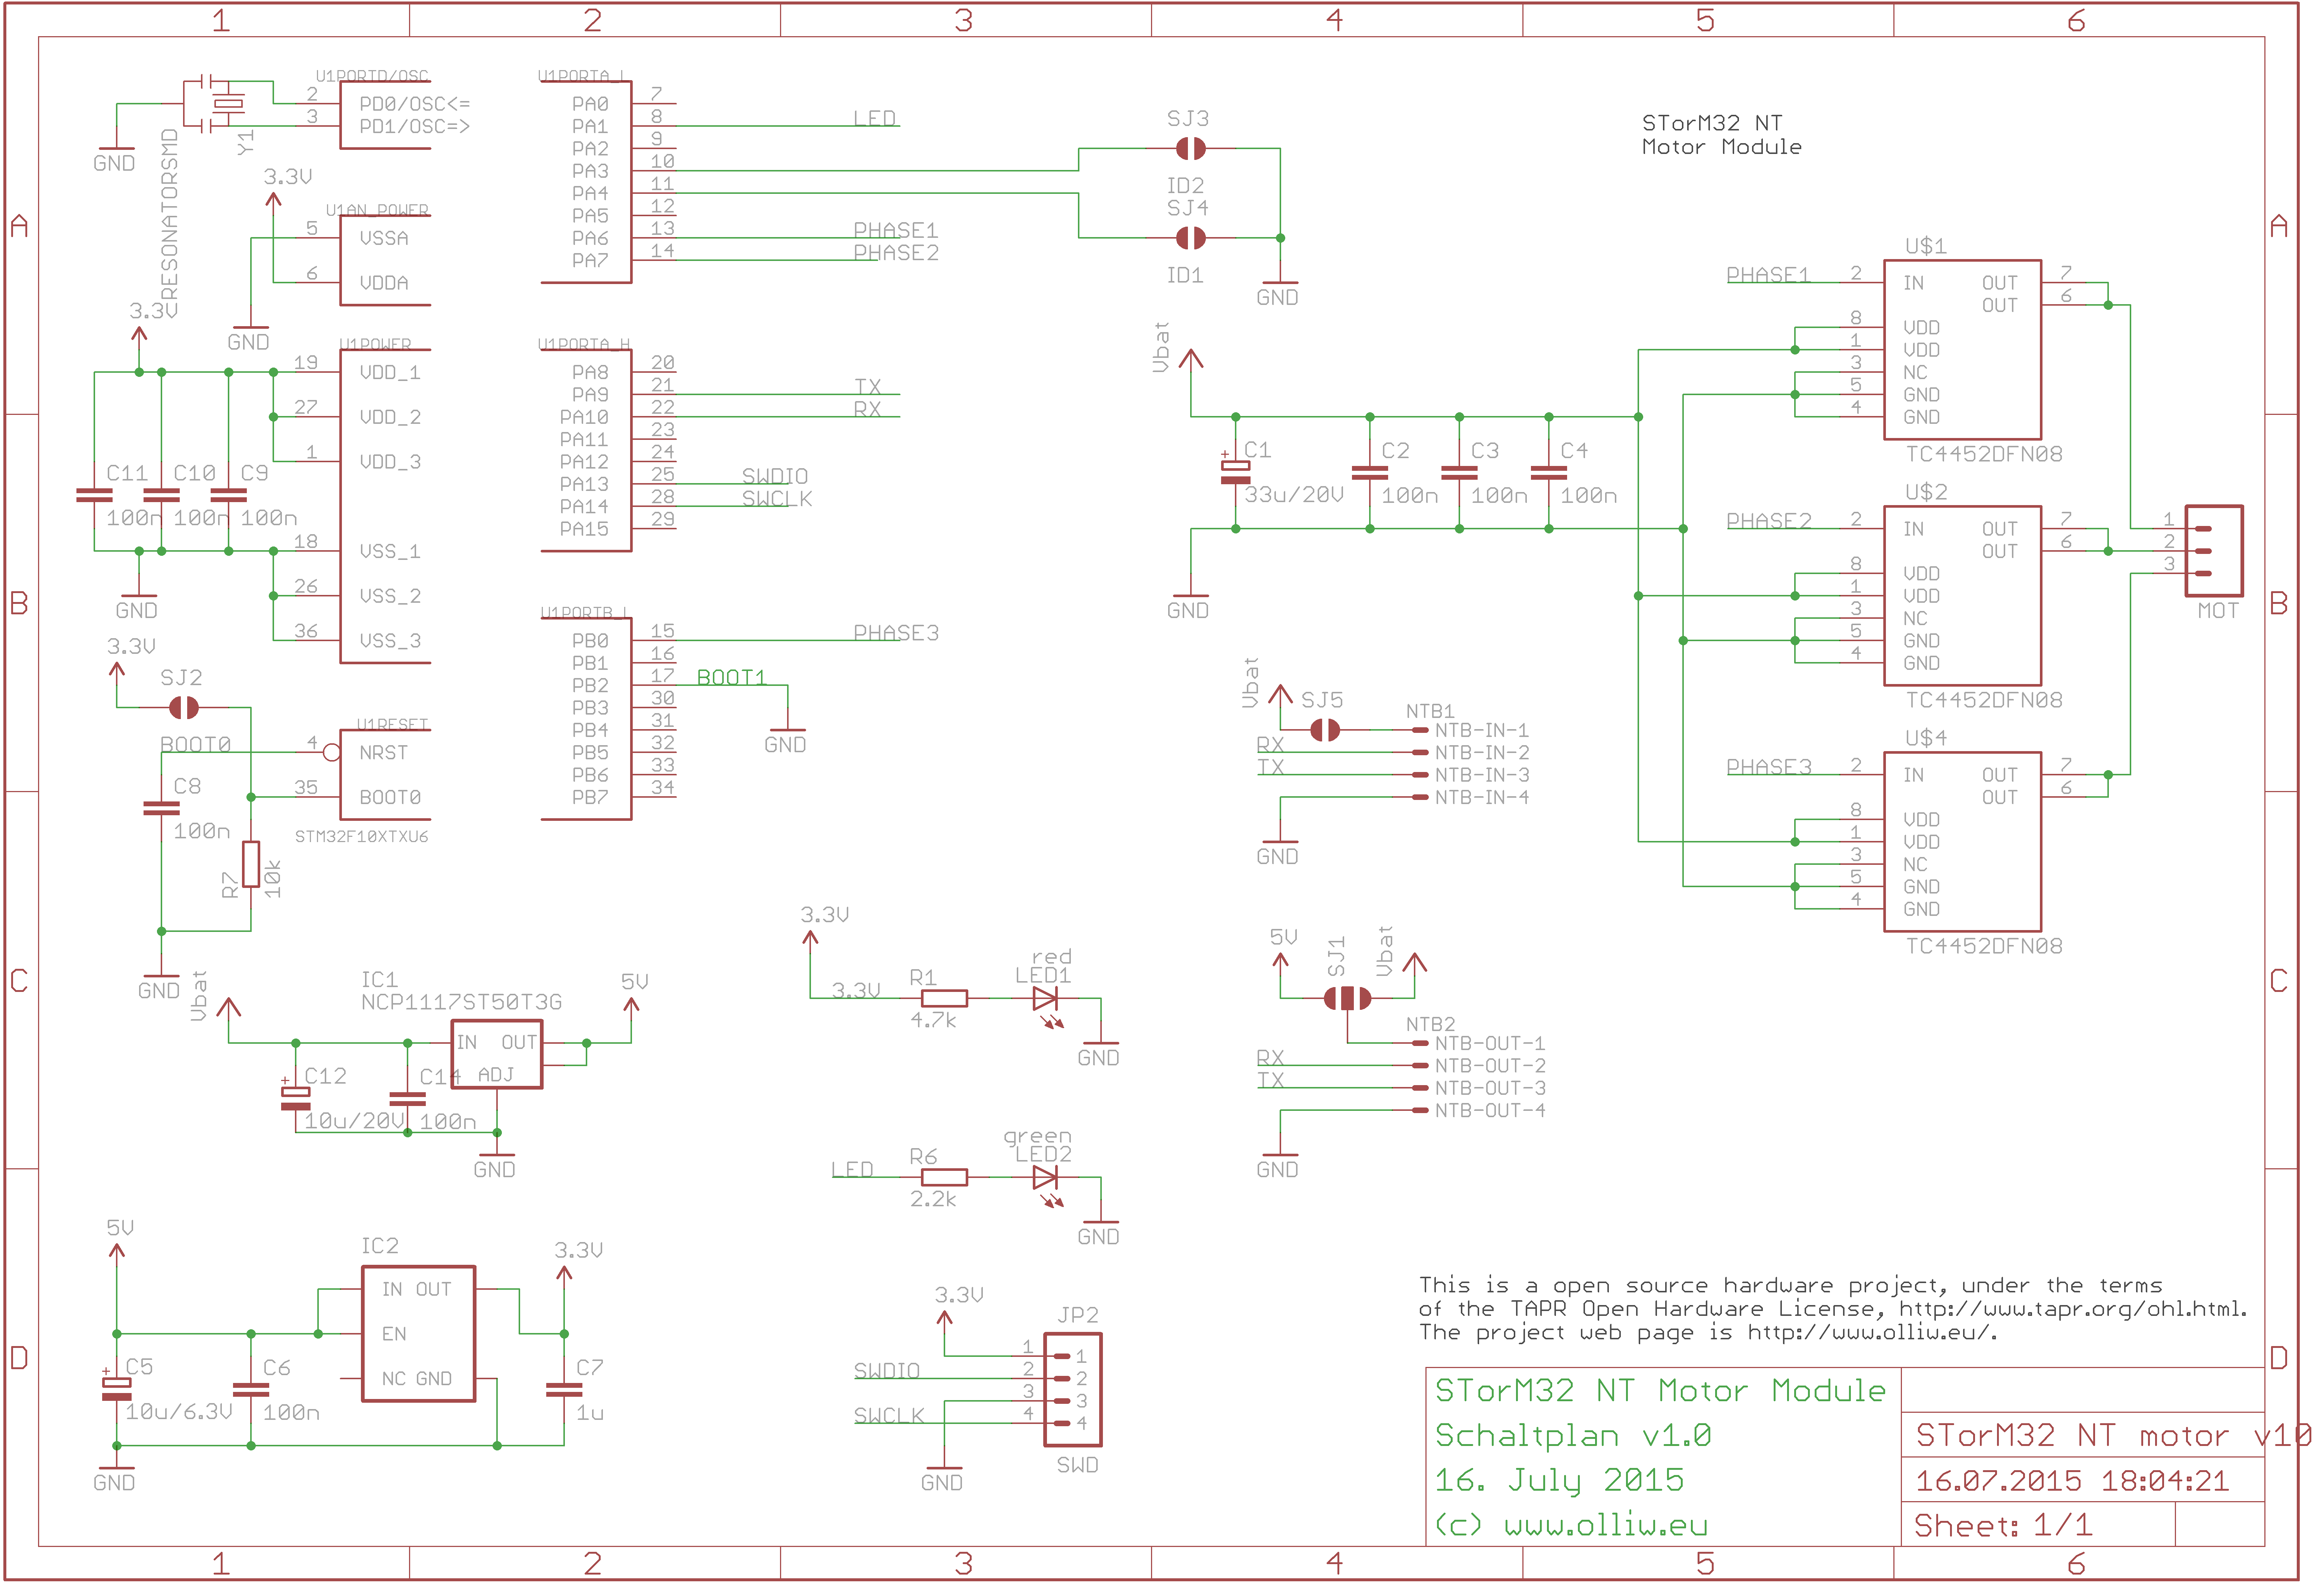 1 2 3 4 5 6
A
B
C
D
A
B
C
D
1 2 3 4 5 6
U1PORTD/OSC
2 PD0/OSC<=
3 PD1/OSC=>
GND
Y1
CRESONATORSMD
3.3V
U1AN_POWER
5 VSSA
6 VDDA
GND
3.3V
U1POWER
19 VDD_1
27 VDD_2
1 VDD_3
C11 C10 C9
100n 100n 100n
18 VSS_1
26 VSS_2
36 VSS_3
GND
3.3V
SJ2
U1RESET
BOOT0
4 NRST
35 BOOT0
STM32F10XTXU6
C8
100n
R7
10k
GND
U1PORTA_L
PA0 7
PA1 8 LED
PA2 9
PA3 10
PA4 11
PA5 12
PA6 13 PHASE1
PA7 14 PHASE2
U1PORTA_H
PA8 20
PA9 21 TX
PA10 22 RX
PA11 23
PA12 24
PA13 25 SWDIO
PA14 28 SWCLK
PA15 29
U1PORTB_L
PB0 15 PHASE3
PB1 16
PB2 17 BOOT1
PB3 30
PB4 31
PB5 32
PB6 33
PB7 34
GND
SJ3
ID2
SJ4
ID1
GND
STorM32 NT
Motor Module
Vbat
C1 C2 C3 C4
+
33u/20V 100n 100n 100n
GND
U$1
PHASE1 2 IN OUT 7
OUT 6
8 VDD
1 VDD
3 NC
5 GND
4 GND
TC4452DFN08
U$2
PHASE2 2 IN OUT 7
OUT 6
8 VDD
1 VDD
3 NC
5 GND
4 GND
TC4452DFN08
U$4
PHASE3 2 IN OUT 7
OUT 6
8 VDD
1 VDD
3 NC
5 GND
4 GND
TC4452DFN08
1
2
3
MOT
Vbat
SJ5
NTB1
NTB-IN-1
RX NTB-IN-2
TX NTB-IN-3
NTB-IN-4
GND
5V
SJ1
Vbat
NTB2
NTB-OUT-1
RX NTB-OUT-2
TX NTB-OUT-3
NTB-OUT-4
GND
Vbat
IC1
NCP1117ST50T3G
5V
IN OUT
ADJ
+
C12 C14
10u/20V 100n
GND
3.3V
3.3V
R1
4.7k
red
LED1
GND
LED
R6
2.2k
green
LED2
GND
5V
IC2
3.3V
IN OUT
EN
NC GND
+
C5 C6 C7
10u/6.3V 100n 1u
GND
3.3V
JP2
1 1
SWDIO 2 2
3 3
SWCLK 4 4
GND
SWD
This is a open source hardware project, under the terms
of the TAPR Open Hardware License, http://www.tapr.org/ohl.html.
The project web page is http://www.olliw.eu/.
STorM32 NT Motor Module
Schaltplan v1.0
16. July 2015
(c) www.olliw.eu
STorM32 NT motor v10
16.07.2015 18:04:21
Sheet: 1/1